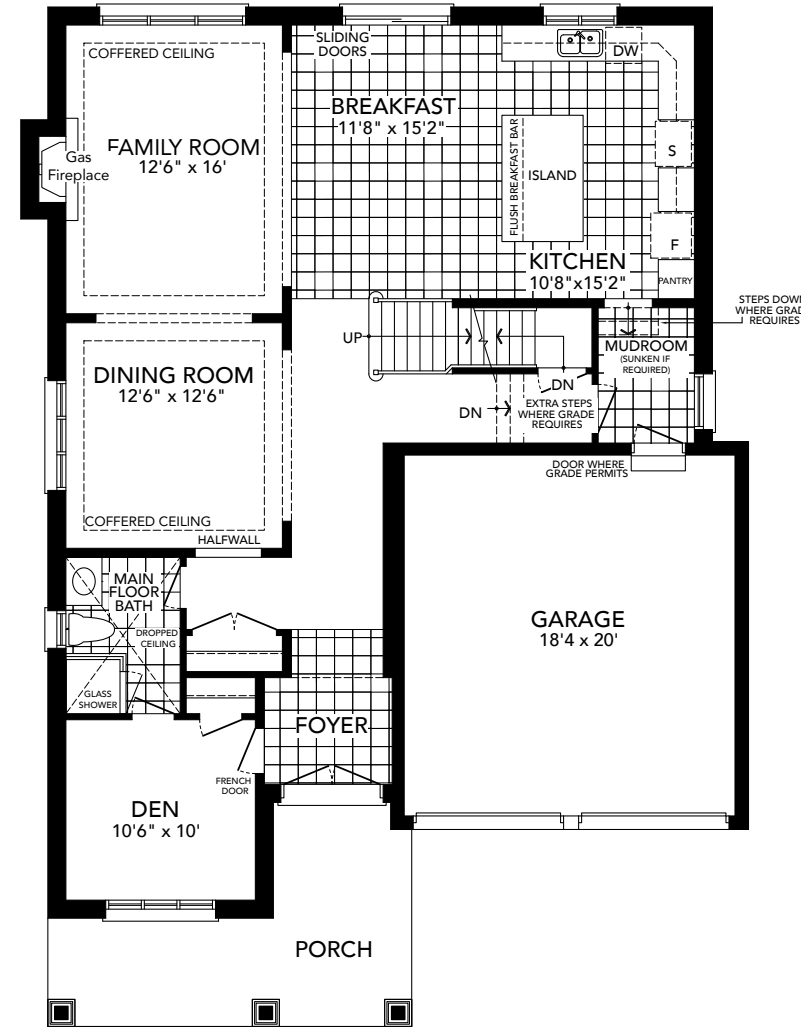 COFFERED CEILING
SLIDING
DOORS
DW
BREAKFAST
11'8" x 15'2"
FAMILY ROOM
12'6" x 16'
Gas
Fireplace
FLUSH BREAKFAST BAR
ISLAND
S
F
KITCHEN
10'8"x15'2"
PANTRY
STEPS DOWN
WHERE GRAD
REQUIRES
UP
MUDROOM
(SUNKEN IF
REQUIRED)
DINING ROOM
12'6" x 12'6"
DN
DN
EXTRA STEPS
WHERE GRADE
REQUIRES
DOOR WHERE
GRADE PERMITS
COFFERED CEILING
HALFWALL
MAIN
FLOOR
BATH
DROPPED
CEILING
GARAGE
18'4 x 20'
GLASS
SHOWER
FOYER
FRENCH
DOOR
DEN
10'6" x 10'
PORCH